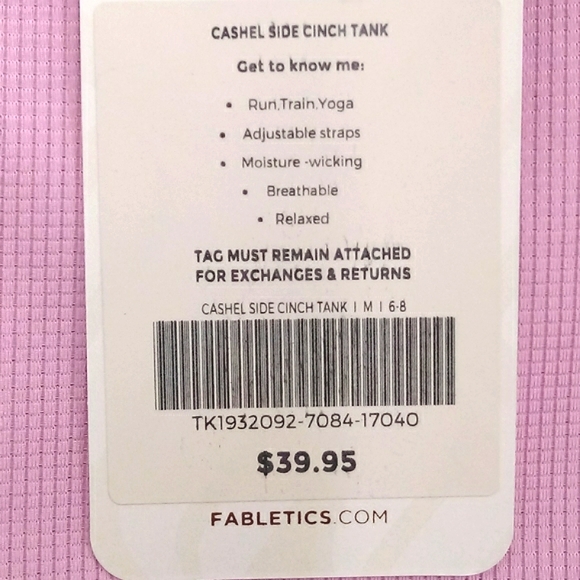 CASHEL SIDE CINCH TANK
Get to know me:
• Run,Train,Yoga
• Adjustable straps
• Moisture -wicking
• Breathable
• Relaxed
TAG MUST REMAIN ATTACHED
FOR EXCHANGES & RETURNS
CASHEL SIDE CINCH TANK | M | 6-8
TK1932092-7084-17040
$39.95
FABLETICS.COM